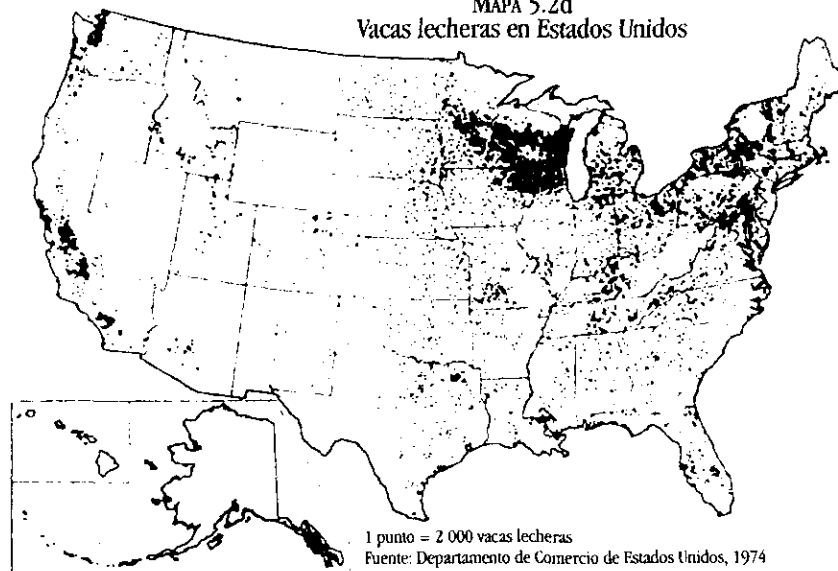 MAPA 5.2d
Vacas lecheras en Estados Unidos
1 punto = 2 000 vacas lecheras
Fuente: Departamento de Comercio de Estados Unidos, 1974